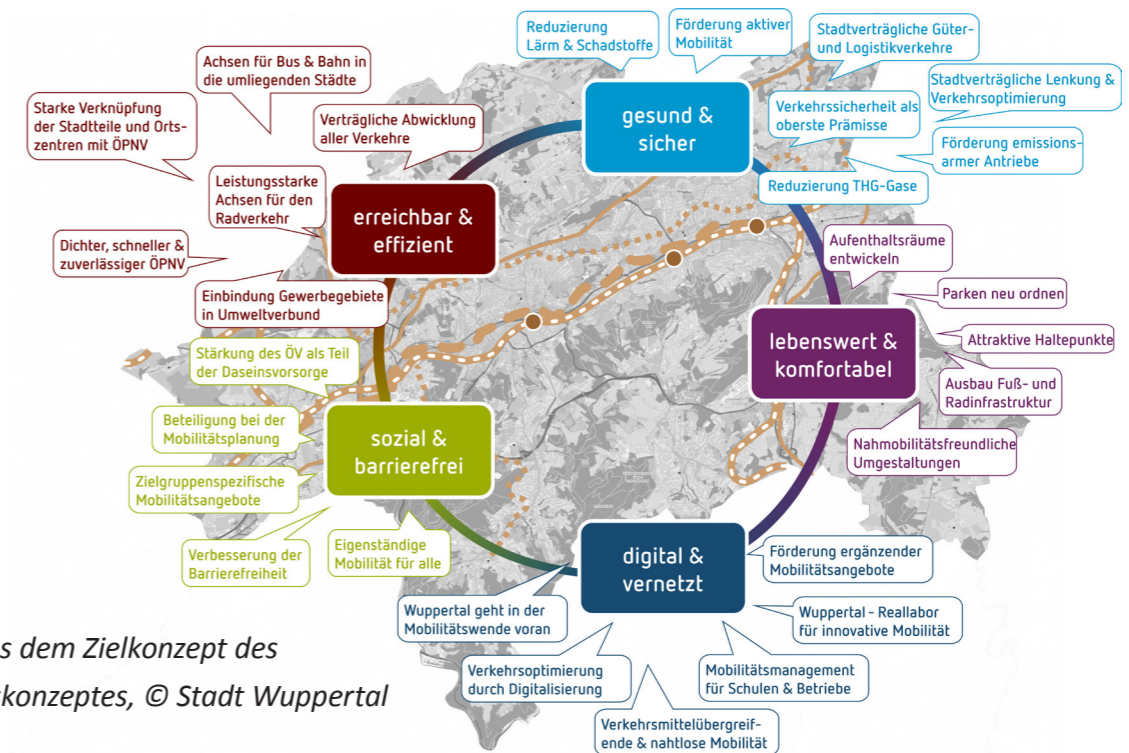 Reduzierung
Lärm & Schadstoffe
Förderung aktiver
Mobilität
Stadtverträgliche Güter-
und Logistikverkehre
Stadtverträgliche Lenkung &
Verkehrsoptimierung
Verkehrssicherheit als
oberste Prämisse
Förderung emissions-
armer Antriebe
Reduzierung THG-Gase
gesund &
sicher
Achsen für Bus & Bahn in
die umliegenden Städte
Starke Verknüpfung
der Stadtteile und Orts-
zentren mit ÖPNV
Verträgliche Abwicklung
aller Verkehre
Leistungsstarke
Achsen für den
Radverkehr
erreichbar &
effizient
Dichter, schneller &
zuverlässiger ÖPNV
Einbindung Gewerbegebiete
in Umweltverbund
Aufenthaltsräume
entwickeln
Parken neu ordnen
lebenswert &
komfortabel
Attraktive Haltepunkte
Ausbau Fuß- und
Radinfrastruktur
Nahmobilitätsfreundliche
Umgestaltungen
Stärkung des ÖV als Teil
der Daseinsvorsorge
Beteiligung bei der
Mobilitätsplanung
sozial &
barrierefrei
Zielgruppenspezifische
Mobilitätsangebote
Verbesserung der
Barrierefreiheit
Eigenständige
Mobilität für alle
digital &
vernetzt
Förderung ergänzender
Mobilitätsangebote
Wuppertal geht in der
Mobilitätswende voran
Wuppertal - Reallabor
für innovative Mobilität
Verkehrsoptimierung
durch Digitalisierung
Mobilitätsmanagement
für Schulen & Betriebe
Verkehrsmittelübergreif-
ende & nahtlose Mobilität
s dem Zielkonzept des
skonzeptes, © Stadt Wuppertal